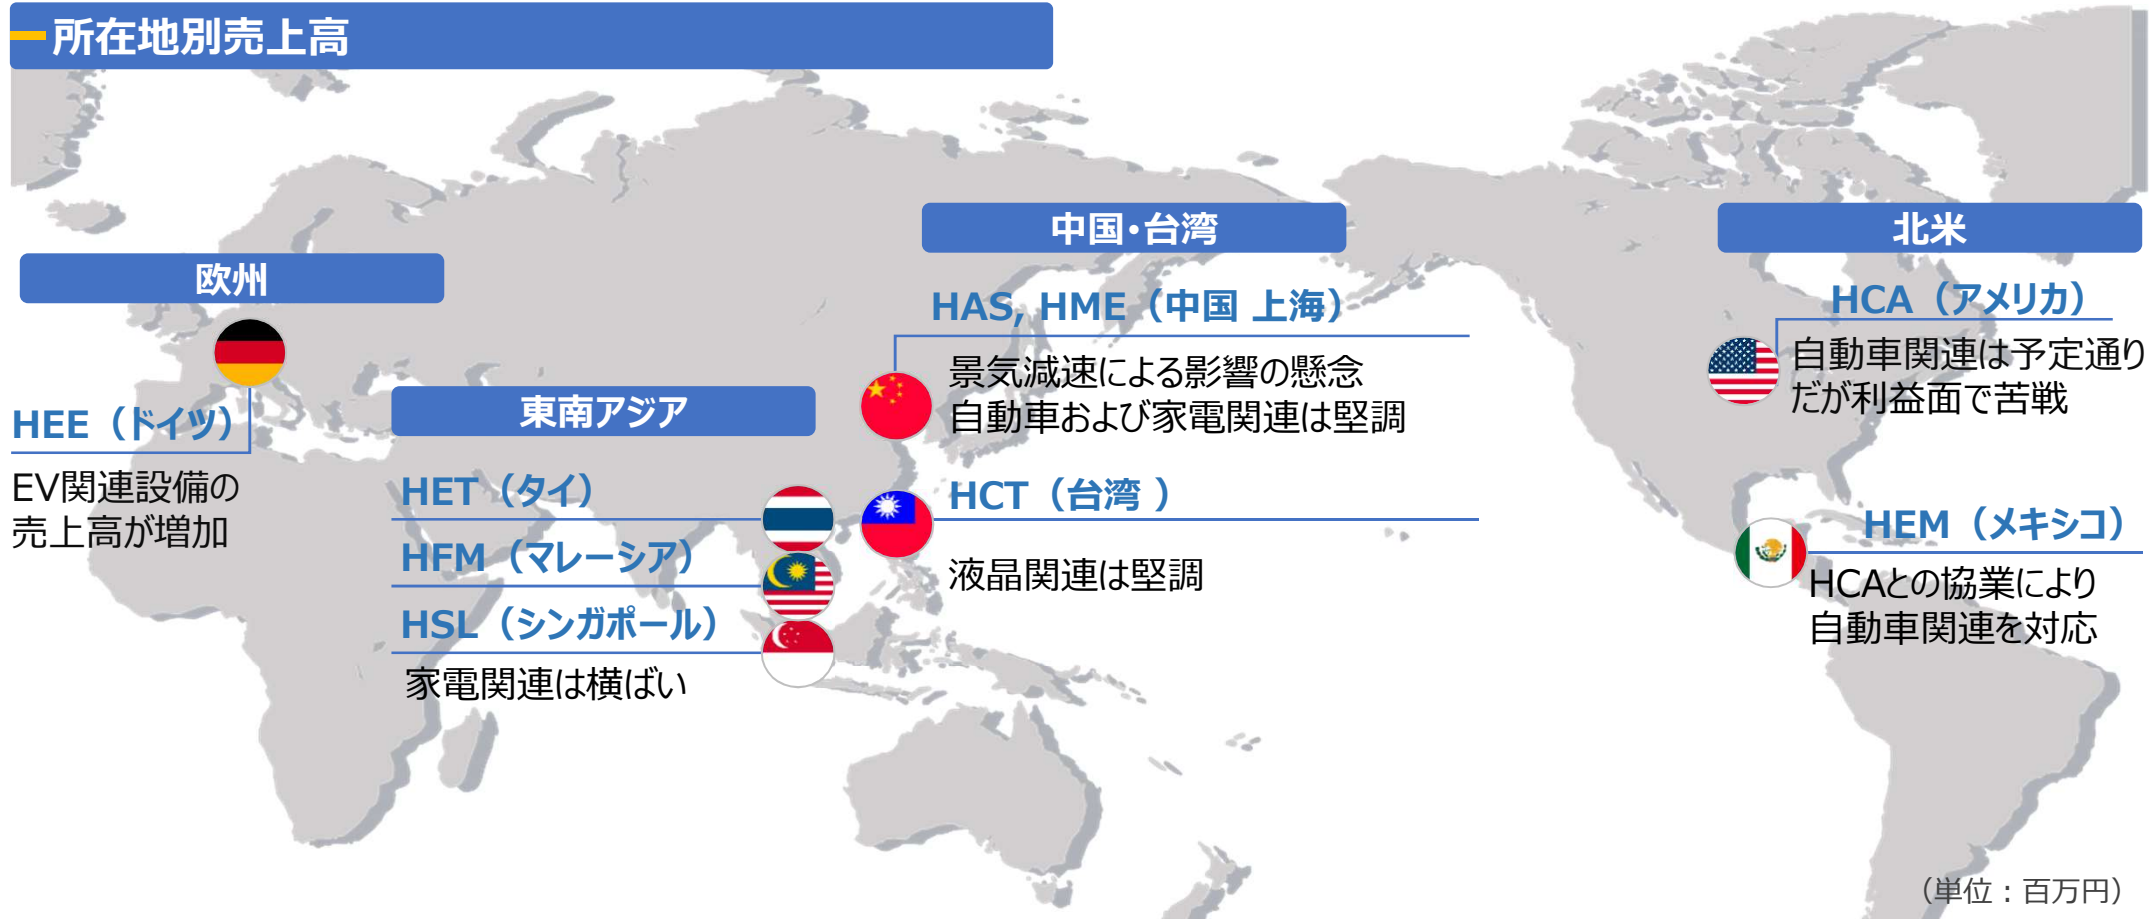 所在地別売上高
欧州
HEE（ドイツ）
EV関連設備の
売上高が増加
東南アジア
HET（タイ）
HFM（マレーシア）
HSL（シンガポール）
家電関連は横ばい
中国・台湾
HAS, HME（中国 上海）
景気減速による影響の懸念
自動車および家電関連は堅調
HCT（台湾 ）
液晶関連は堅調
北米
HCA（アメリカ）
自動車関連は予定通り
だが利益面で苦戦
HEM（メキシコ）
HCAとの協業により
自動車関連を対応
（単位：百万円）